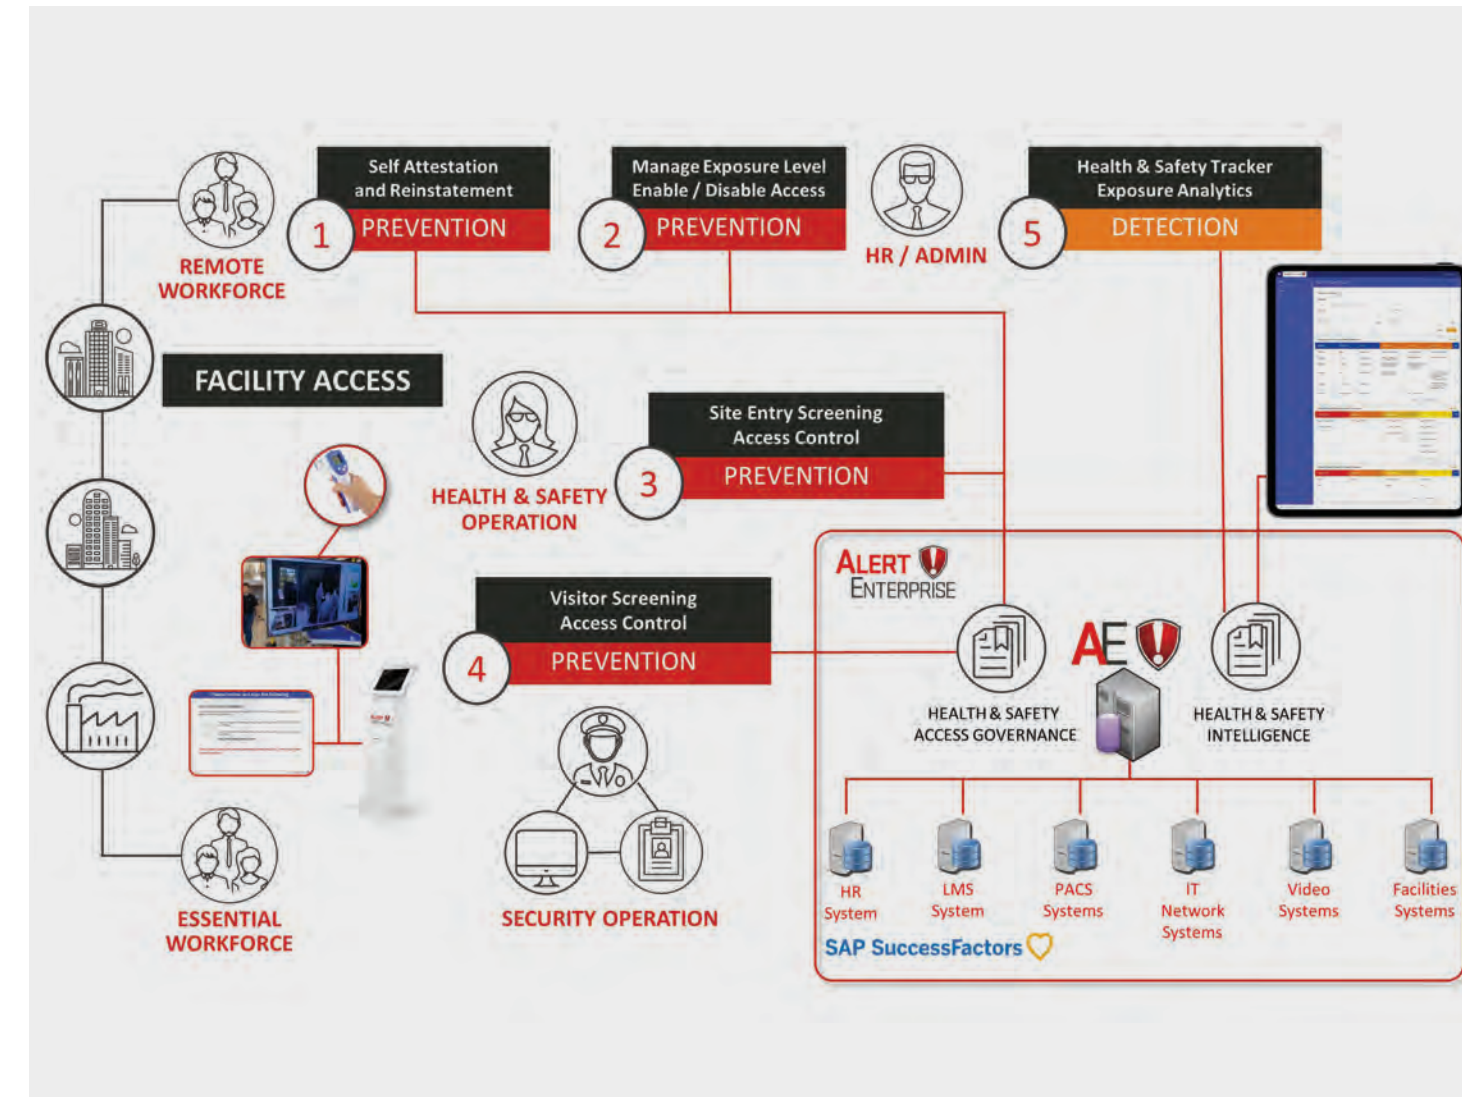 Self Attestation
and Reinstatement
1
PREVENTION
Manage Exposure Level
Enable / Disable Access
2
PREVENTION
Health & Safety Tracker
Exposure Analytics
5
DETECTION
REMOTE
WORKFORCE
HR / ADMIN
FACILITY ACCESS
Site Entry Screening
Access Control
3
PREVENTION
HEALTH & SAFETY
OPERATION
Visitor Screening
Access Control
4
PREVENTION
ALERT
ENTERPRISE
AE
HEALTH & SAFETY
ACCESS GOVERNANCE
HEALTH & SAFETY
INTELLIGENCE
SECURITY OPERATION
ESSENTIAL
WORKFORCE
HR
System
LMS
System
PACS
Systems
IT
Network
Systems
Video
Systems
Facilities
Systems
SAP SuccessFactors